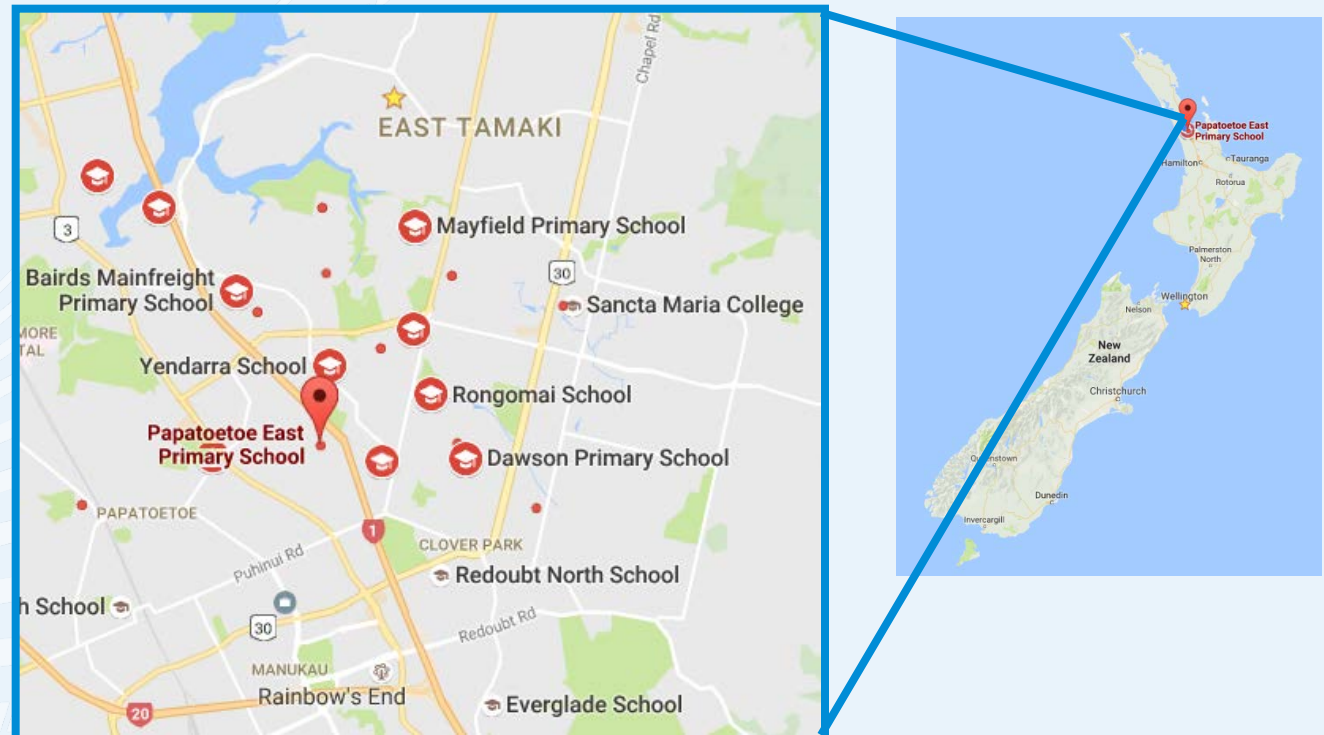 Chapel Rd
EAST TAMAKI
3
Mayfield Primary School
30
Bairds Mainfreight
Primary School
Sancta Maria College
MORE
TAL
Yendarra School
Rongomai School
Papatoetoe East
Primary School
Dawson Primary School
PAPATOETOE
1
CLOVER PARK
Puhinui Rd
Redoubt North School
h School
30
Redoubt Rd
MANUKAU
Rainbow's End
Everglade School
20
Papatoetoe East
Primary School
Hamilton
Tauranga
Rotorua
Palmerston
North
Wellington
Nelson
New
Zealand
Christchurch
Queenstown
Dunedin
Invercargill